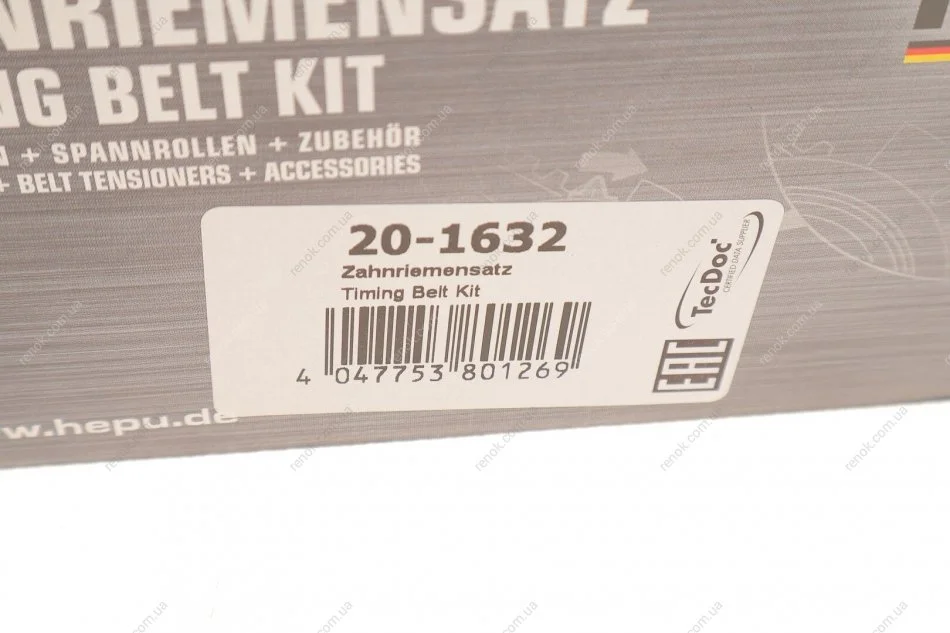 NRIEMENSATZ
NG BELT KIT
N + SPANNROLLEN + ZUBEHÖR
+ BELT TENSIONERS + ACCESSORIES
20-1632
Zahnriemensatz
Timing Belt Kit
4 047753 801269
TecDoc
CERTIFIED DATA SUPPLIER
EAC
w.hepu.de
renok.com.ua